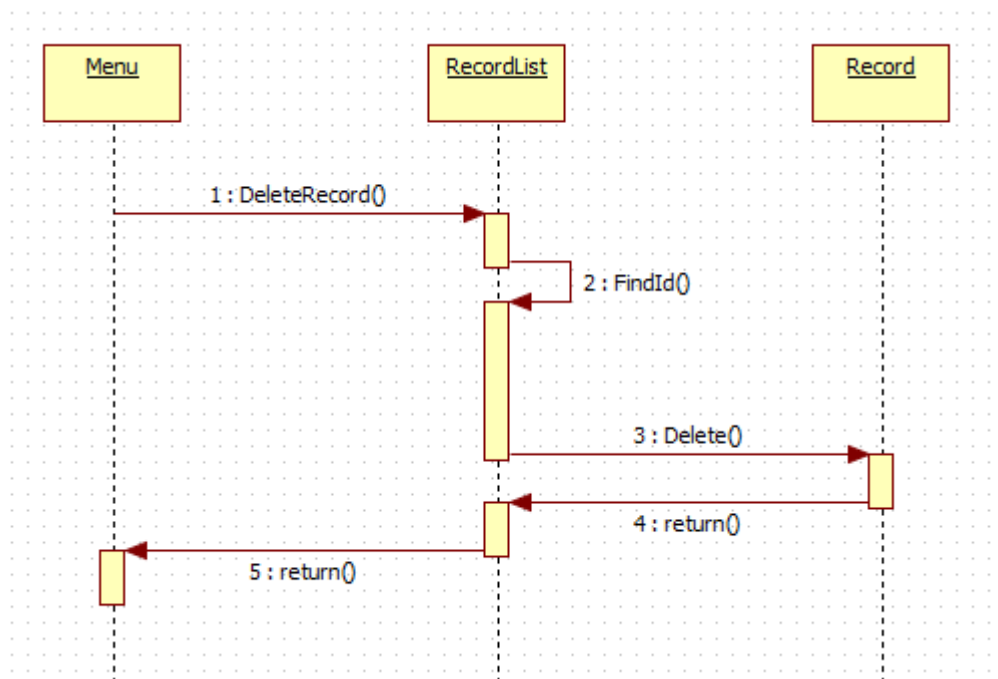 Menu
RecordList
Record
1 : DeleteRecord()
2 : FindId()
3 : Delete()
4 : return()
5 : return()